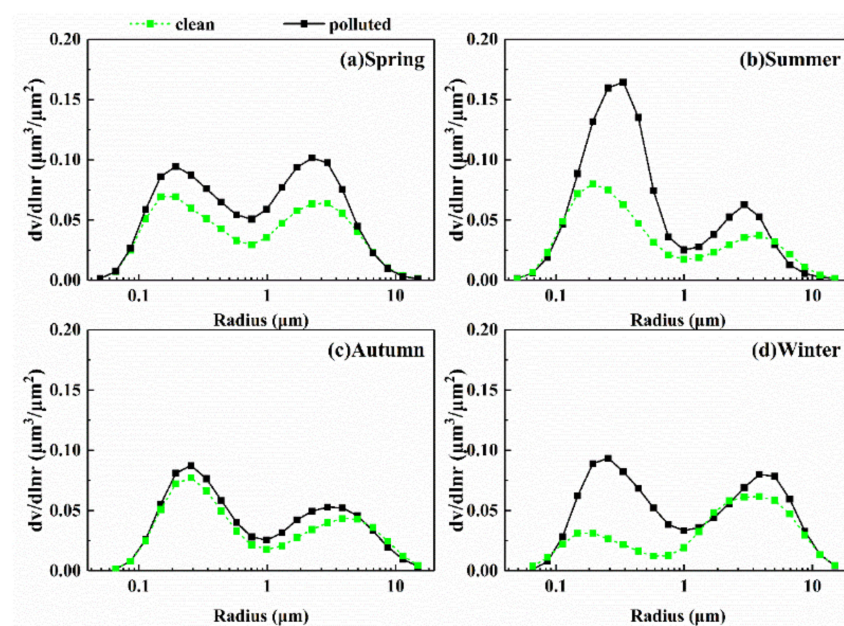 clean polluted
(a)Spring
0.20
0.15
0.10
0.05
0.00
dv/dlnr (μm³/μm²)
0.1 1 10
Radius (μm)
(b)Summer
0.20
0.15
0.10
0.05
0.00
dv/dlnr (μm³/μm²)
0.1 1 10
Radius (μm)
(c)Autumn
0.20
0.15
0.10
0.05
0.00
dv/dlnr (μm³/μm²)
0.1 1 10
Radius (μm)
(d)Winter
0.20
0.15
0.10
0.05
0.00
dv/dlnr (μm³/μm²)
0.1 1 10
Radius (μm)